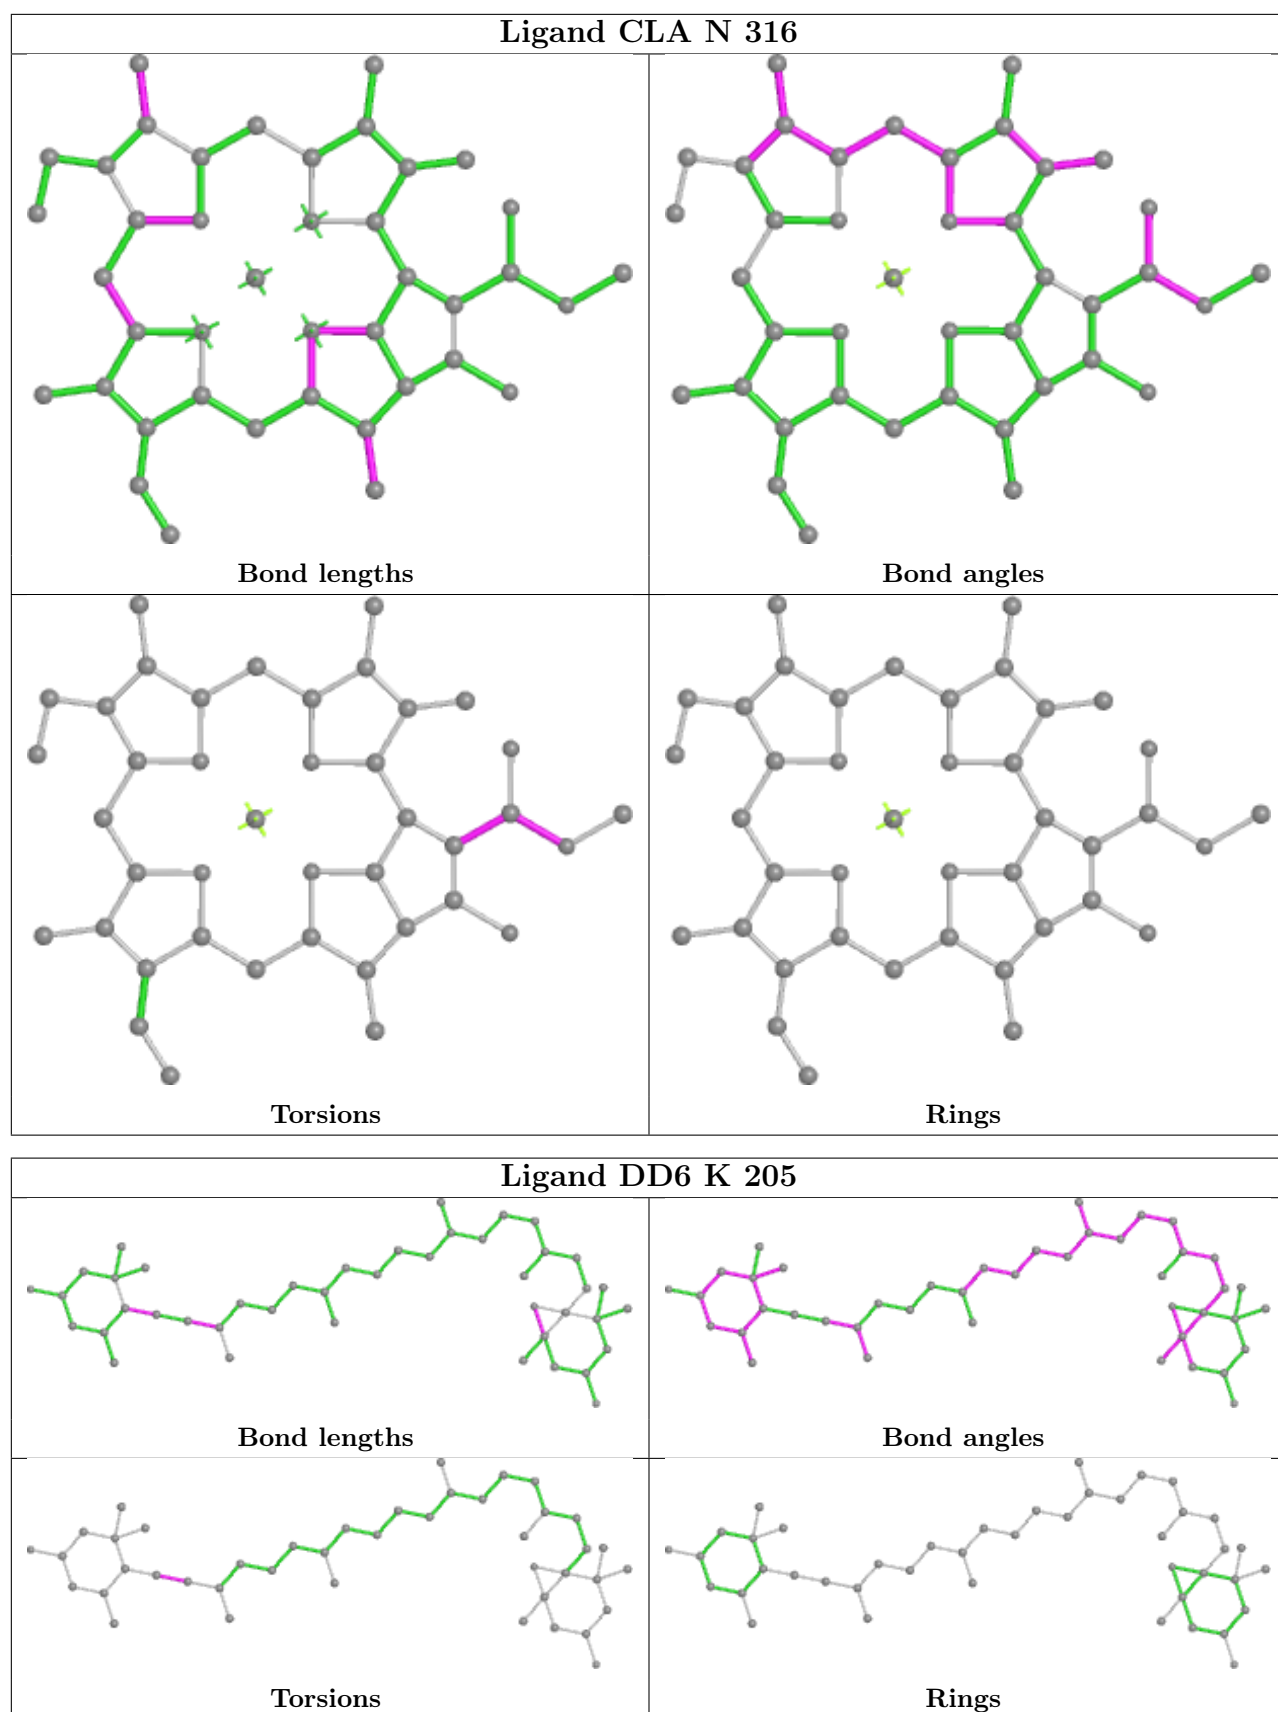 Ligand CLA N 316
Bond lengths
Bond angles
Torsions
Rings
Ligand DD6 K 205
Bond lengths
Bond angles
Torsions
Rings